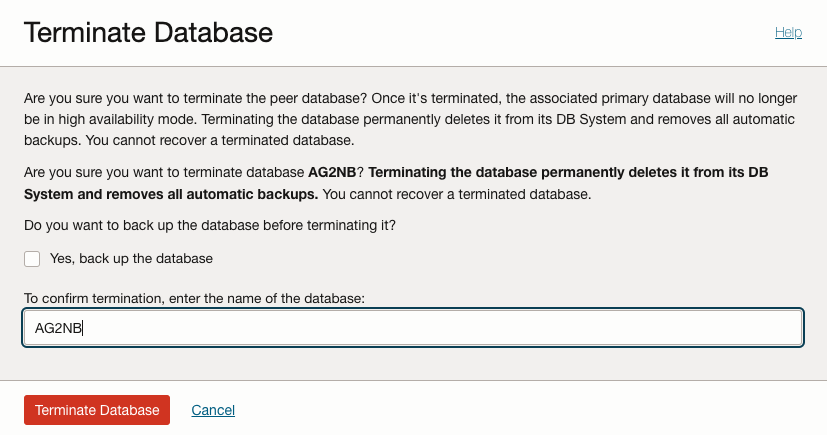 Terminate Database
Help
Are you sure you want to terminate the peer database? Once it's terminated, the associated primary database will no longer
be in high availability mode. Terminating the database permanently deletes it from its DB System and removes all automatic
backups. You cannot recover a terminated database.
Are you sure you want to terminate database AG2NB? Terminating the database permanently deletes it from its DB
System and removes all automatic backups. You cannot recover a terminated database.
Do you want to back up the database before terminating it?
Yes, back up the database
To confirm termination, enter the name of the database:
AG2NB
Terminate Database
Cancel